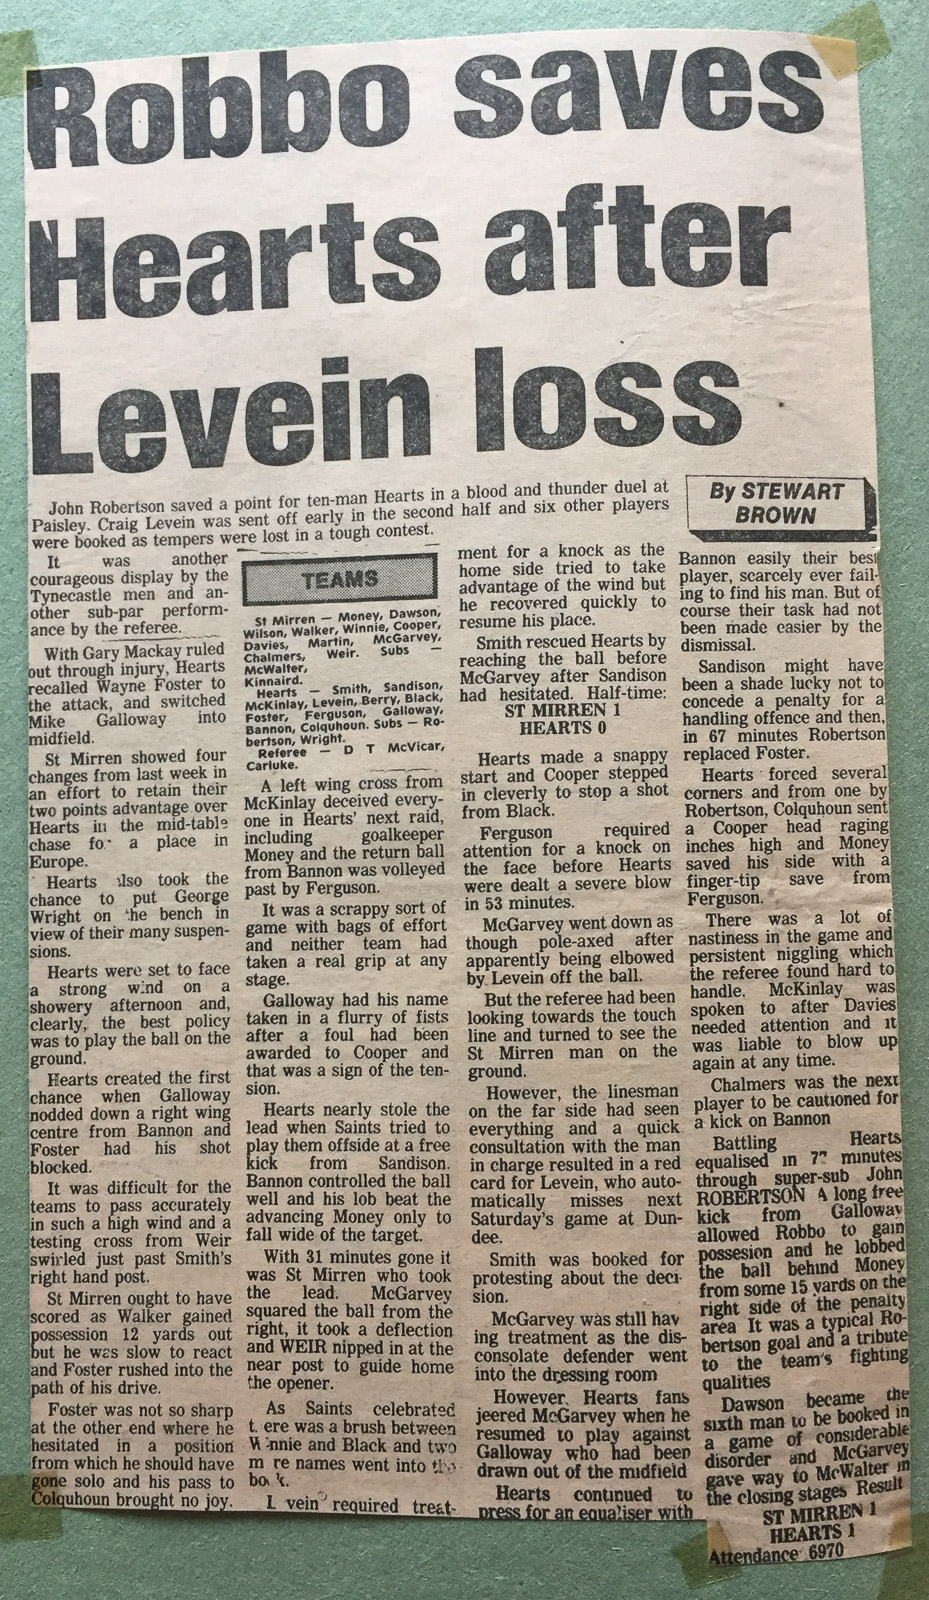 Robbo saves
Hearts after
Levein loss
John Robertson saved a point for ten-man Hearts in a blood and thunder duel at
Paisley. Craig Levein was sent off early in the second half and six other players
were booked as tempers were lost in a tough contest.
By STEWART
BROWN
It was another
courageous display by the
Tynecastle men and an-
other sub-par perform-
ance by the referee.
With Gary Mackay ruled
out through injury, Hearts
recalled Wayne Foster to
the attack, and switched
Mike Galloway into
midfield.
St Mirren showed four
changes from last week in
an effort to retain their
two points advantage over
Hearts in the mid-table
chase for a place in
Europe.
Hearts also took the
chance to put George
Wright on the bench in
view of their many suspen-
sions.
Hearts were set to face
a strong wind on a
showery afternoon and,
clearly, the best policy
was to play the ball on the
ground.
Hearts created the first
chance when Galloway
nodded down a right wing
centre from Bannon and
Foster had his shot
blocked.
It was difficult for the
teams to pass accurately
in such a high wind and a
testing cross from Weir
swirled just past Smith's
right hand post.
St Mirren ought to have
scored as Walker gained
possession 12 yards out
but he was slow to react
and Foster rushed into the
path of his drive.
Foster was not so sharp
at the other end where he
hesitated in a position
from which he should have
gone solo and his pass to
Colquhoun brought no joy.
TEAMS
St Mirren — Money, Dawson,
Wilson, Walker, Winnie, Cooper,
Davies, Martin, McGarvey,
Chalmers, Weir. Subs —
McWalter,
Kinnaird.
Hearts — Smith, Sandison,
McKinlay, Levein, Berry, Black,
Foster, Ferguson, Galloway,
Bannon, Colquhoun. Subs — Ro-
bertson, Wright.
Referee — D T McVicar,
Carluke.
A left wing cross from
McKinlay deceived every-
one in Hearts' next raid,
including goalkeeper
Money and the return ball
from Bannon was volleyed
past by Ferguson.
It was a scrappy sort of
game with bags of effort
and neither team had
taken a real grip at any
stage.
Galloway had his name
taken in a flurry of fists
after a foul had been
awarded to Cooper and
that was a sign of the ten-
sion.
Hearts nearly stole the
lead when Saints tried to
play them offside at a free
kick from Sandison.
Bannon controlled the ball
well and his lob beat the
advancing Money only to
fall wide of the target.
With 31 minutes gone it
was St Mirren who took
the lead. McGarvey
squared the ball from the
right, it took a deflection
and WEIR nipped in at the
near post to guide home
the opener.
As Saints celebrated
there was a brush between
Winnie and Black and two
more names went into the
book.
Levein required treat-
ment for a knock as the
home side tried to take
advantage of the wind but
he recovered quickly to
resume his place.
Smith rescued Hearts by
reaching the ball before
McGarvey after Sandison
had hesitated. Half-time:
ST MIRREN 1
HEARTS 0
Hearts made a snappy
start and Cooper stepped
in cleverly to stop a shot
from Black.
Ferguson required
attention for a knock on
the face before Hearts
were dealt a severe blow
in 53 minutes.
McGarvey went down as
though pole-axed after
apparently being elbowed
by Levein off the ball.
But the referee had been
looking towards the touch
line and turned to see the
St Mirren man on the
ground.
However, the linesman
on the far side had seen
everything and a quick
consultation with the man
in charge resulted in a red
card for Levein, who auto-
matically misses next
Saturday's game at Dun-
dee.
Smith was booked for
protesting about the deci-
sion.
McGarvey was still hav
ing treatment as the dis-
consolate defender went
into the dressing room
However, Hearts fans
jeered McGarvey when he
resumed to play against
Galloway who had been
drawn out of the midfield
Hearts continued to
press for an equaliser with
Bannon easily their best
player, scarcely ever fail-
ing to find his man. But of
course their task had not
been made easier by the
dismissal.
Sandison might have
been a shade lucky not to
concede a penalty for a
handling offence and then,
in 67 minutes Robertson
replaced Foster.
Hearts forced several
corners and from one by
Robertson, Colquhoun sent
a Cooper head raging
inches high and Money
saved his side with a
finger-tip save from
Ferguson.
There was a lot of
nastiness in the game and
persistent niggling which
the referee found hard to
handle. McKinlay was
spoken to after Davies
needed attention and it
was liable to blow up
again at any time.
Chalmers was the next
player to be cautioned for
a kick on Bannon
Battling Hearts
equalised in 77 minutes
through super-sub John
ROBERTSON A long free
kick from Galloway
allowed Robbo to gain
possesion and he lobbed
the ball behind Money
from some 15 yards on the
right side of the penalty
area It was a typical Ro-
bertson goal and a tribute
to the team's fighting
qualities
Dawson became the
sixth man to be booked in
a game of considerable
disorder and McGarvey
gave way to McWalter in
the closing stages Result
ST MIRREN 1
HEARTS 1
Attendance 6970